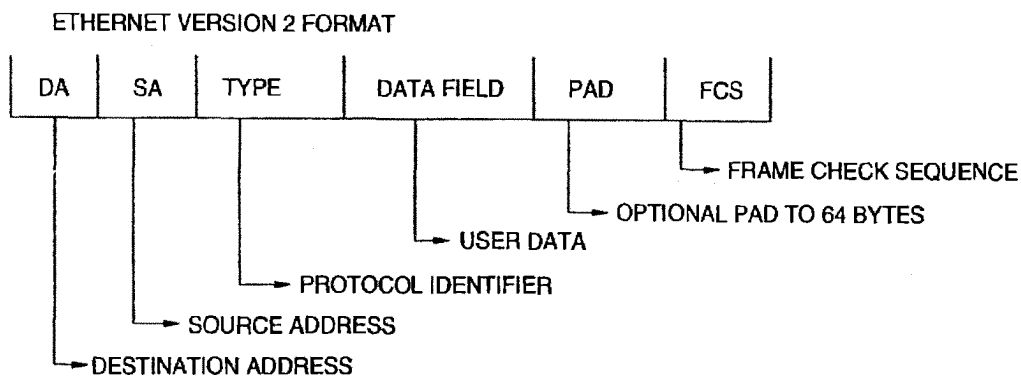 ETHERNET VERSION 2 FORMAT
DA SA TYPE DATA FIELD PAD FCS
FRAME CHECK SEQUENCE
OPTIONAL PAD TO 64 BYTES
USER DATA
PROTOCOL IDENTIFIER
SOURCE ADDRESS
DESTINATION ADDRESS